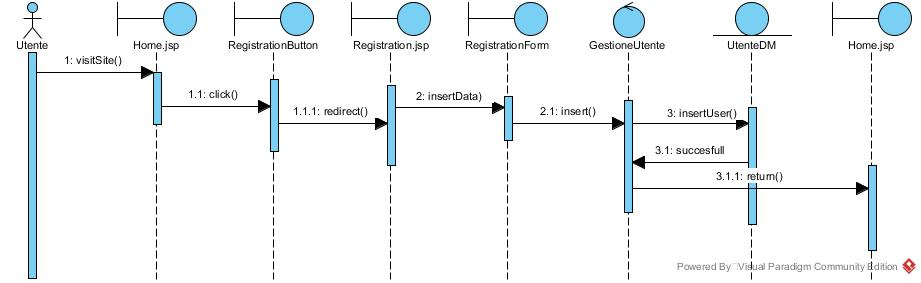 Utente
Home.jsp
RegistrationButton
Registration.jsp
RegistrationForm
GestioneUtente
UtenteDM
Home.jsp
1: visitSite()
1.1: click()
1.1.1: redirect()
2: insertData)
2.1: insert()
3: insertUser()
3.1: succesfull
3.1.1: return()
Powered By Visual Paradigm Community Edition